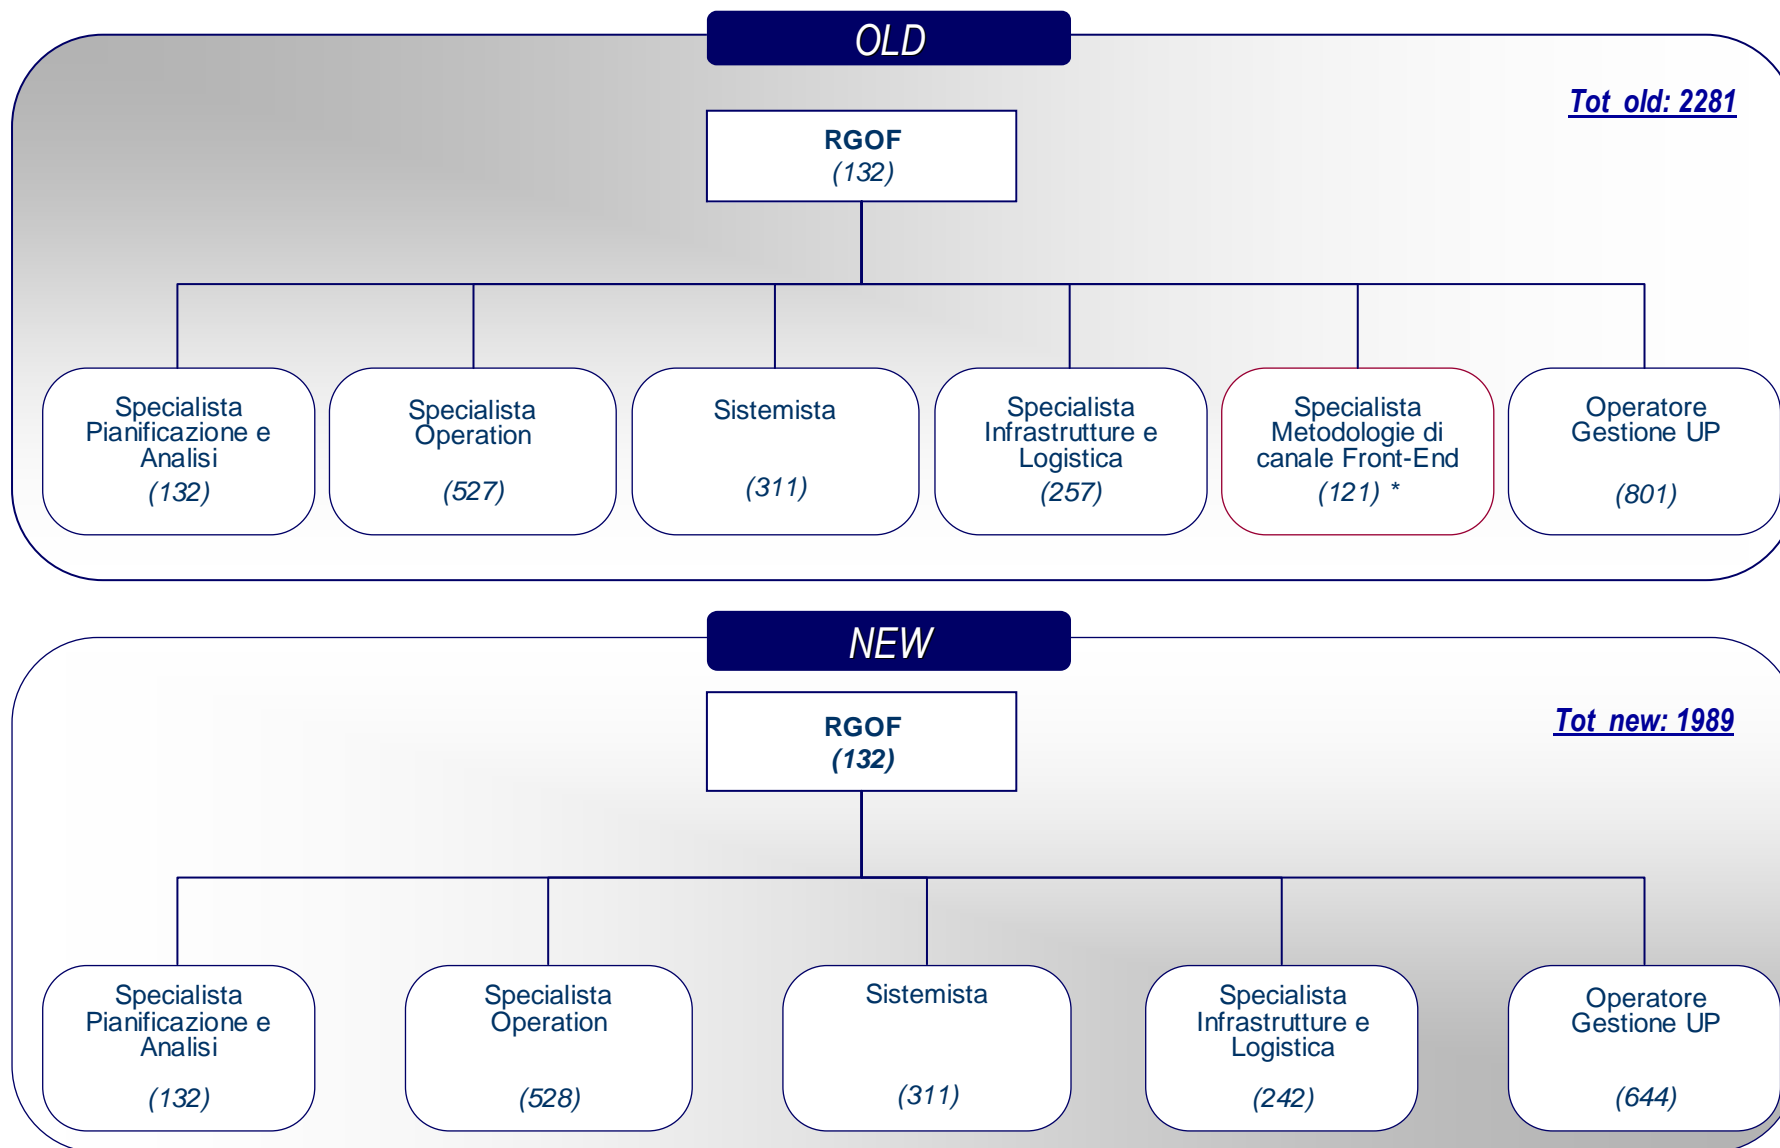 OLD
Tot old: 2281
RGOF
(132)
Specialista
Pianificazione e
Analisi
(132)
Specialista
Operation
(527)
Sistemista
(311)
Specialista
Infrastrutture e
Logistica
(257)
Specialista
Metodologie di
canale Front-End
(121) *
Operatore
Gestione UP
(801)
NEW
Tot new: 1989
RGOF
(132)
Specialista
Pianificazione e
Analisi
(132)
Specialista
Operation
(528)
Sistemista
(311)
Specialista
Infrastrutture e
Logistica
(242)
Operatore
Gestione UP
(644)